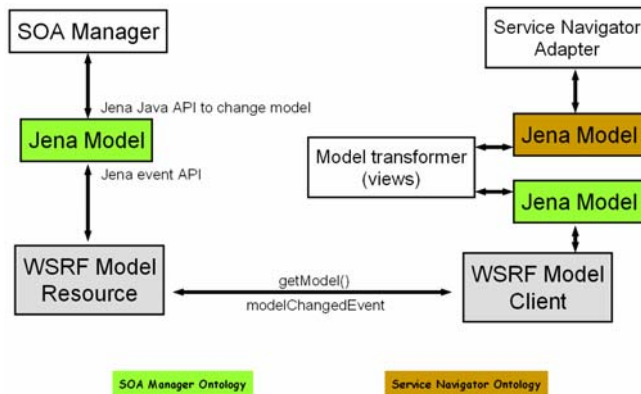 SOA Manager
Service Navigator
Adapter
Jena Java API to change model
Jena Model
Jena Model
Model transformer
(views)
Jena event API
Jena Model
WSRF Model
Resource
getModel()
modelChangedEvent
WSRF Model
Client
SOA Manager Ontology
Service Navigator Ontology